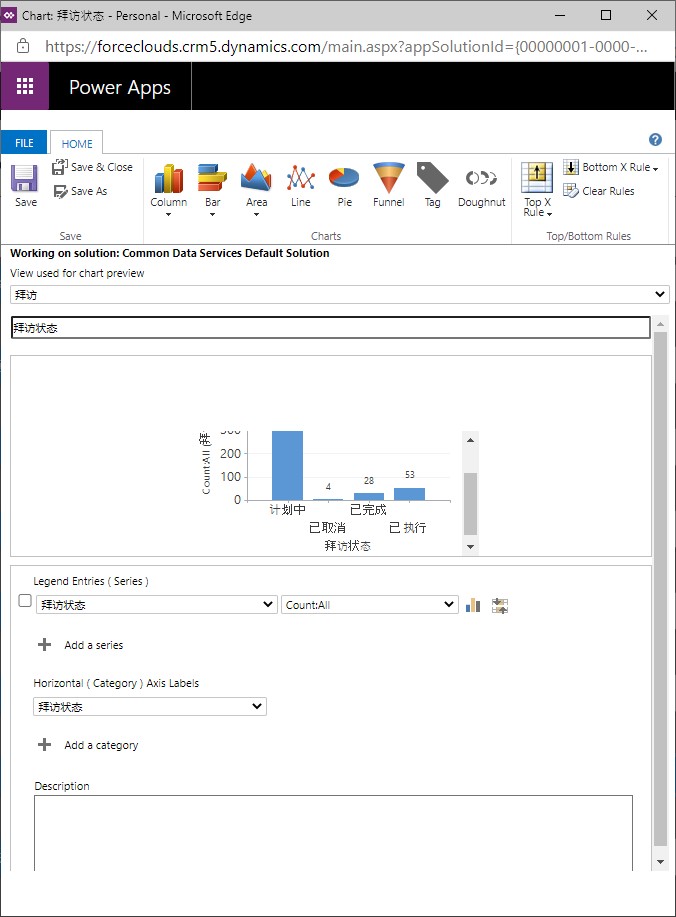 Chart: 拜访状态 - Personal - Microsoft Edge
https://forceclouds.crm5.dynamics.com/main.aspx?appSolutionId={00000001-0000-...
Power Apps
FILE HOME
Save
Save & Close
Save As
Column
Bar
Area
Line
Pie
Funnel
Tag
Doughnut
Top X Rule
Bottom X Rule
Clear Rules
Save
Charts
Top/Bottom Rules
Working on solution: Common Data Services Default Solution
View used for chart preview
拜访
拜访状态
300
200
100
0
Count:All (拜
4
28
53
计划中
已取消
已完成
已 执行
拜访状态
Legend Entries ( Series )
拜访状态 Count:All
Add a series
Horizontal ( Category ) Axis Labels
拜访状态
Add a category
Description